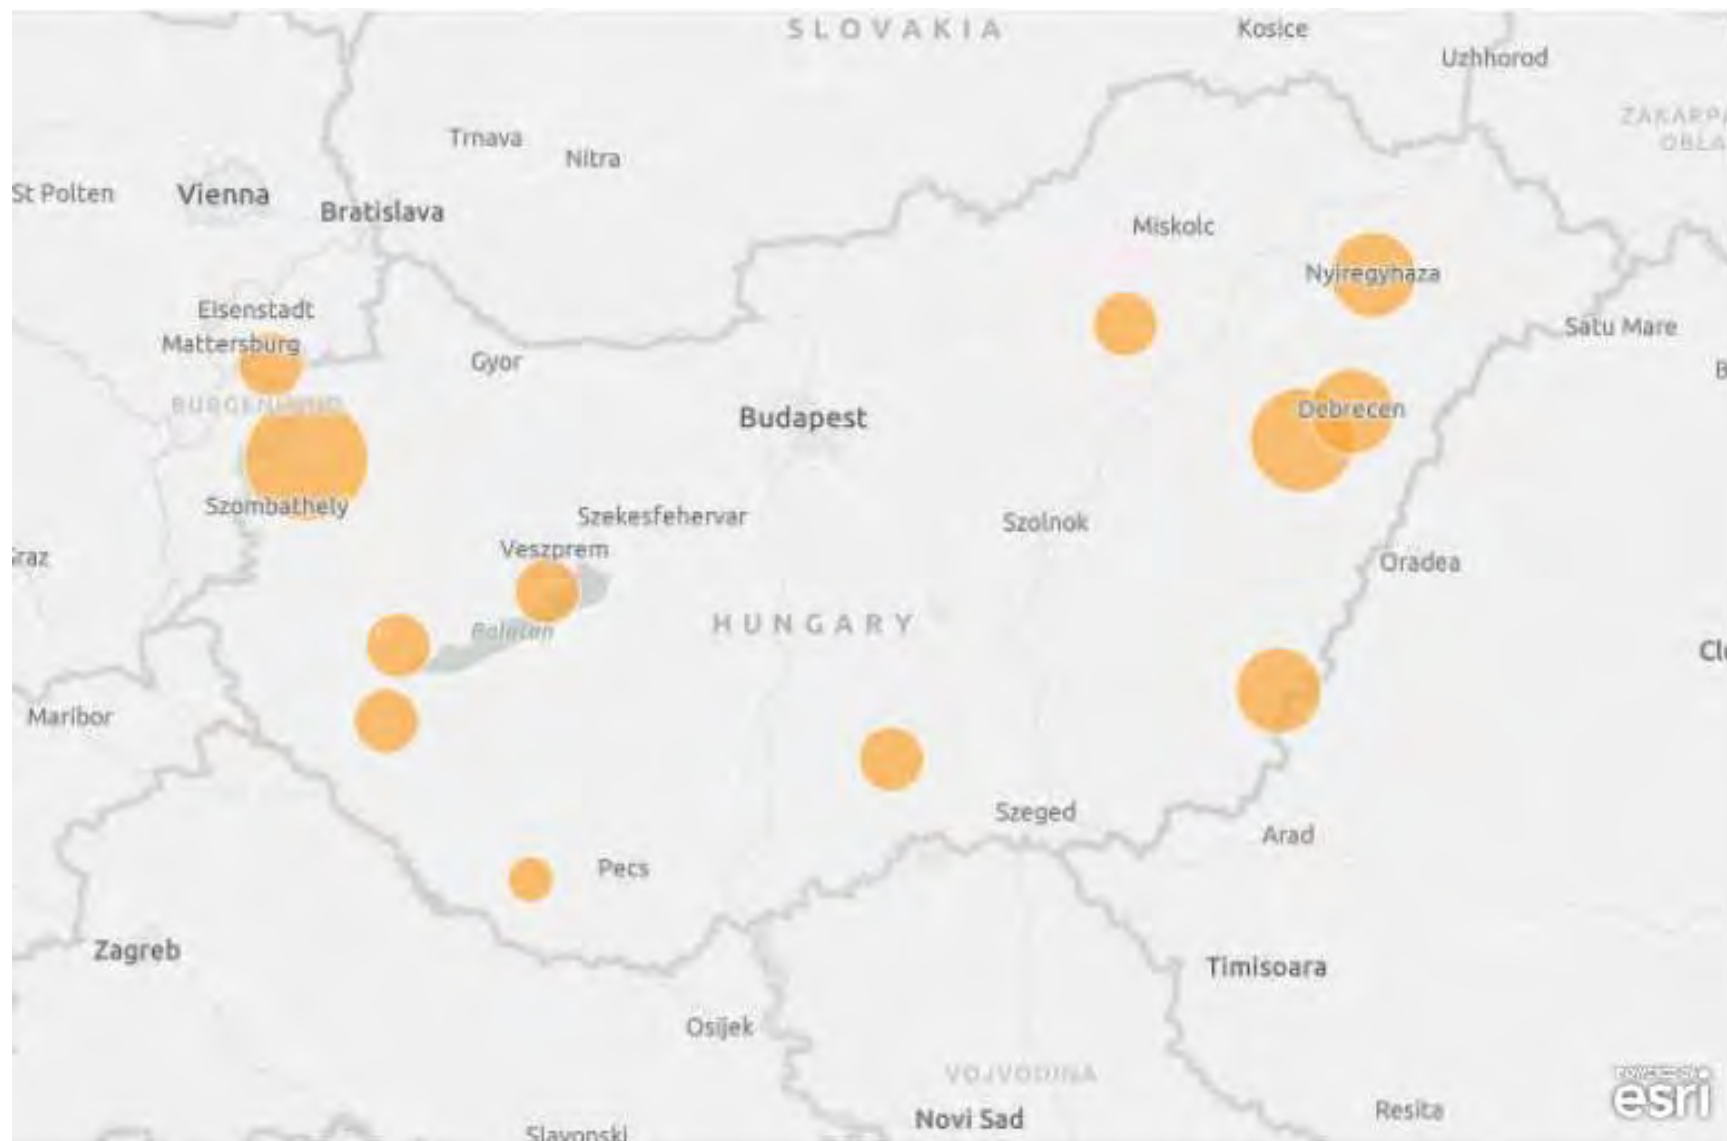 SLOVAKIA
Kosice
Uzhhorod
Trnava
Nitra
St Polten
Vienna
Bratislava
Miskolc
Nyiregyhaza
Eisenstadt
Mattersburg
Satu Mare
Gyor
BURGENLAND
Budapest
Debrecen
Szombathely
Szekesfehervar
Szolnok
Veszprem
Oradea
HUNGARY
Balaton
Maribor
Szeged
Arad
Pecs
Zagreb
Timisoara
Osijek
VOJVODINA
Novi Sad
Resita
esri